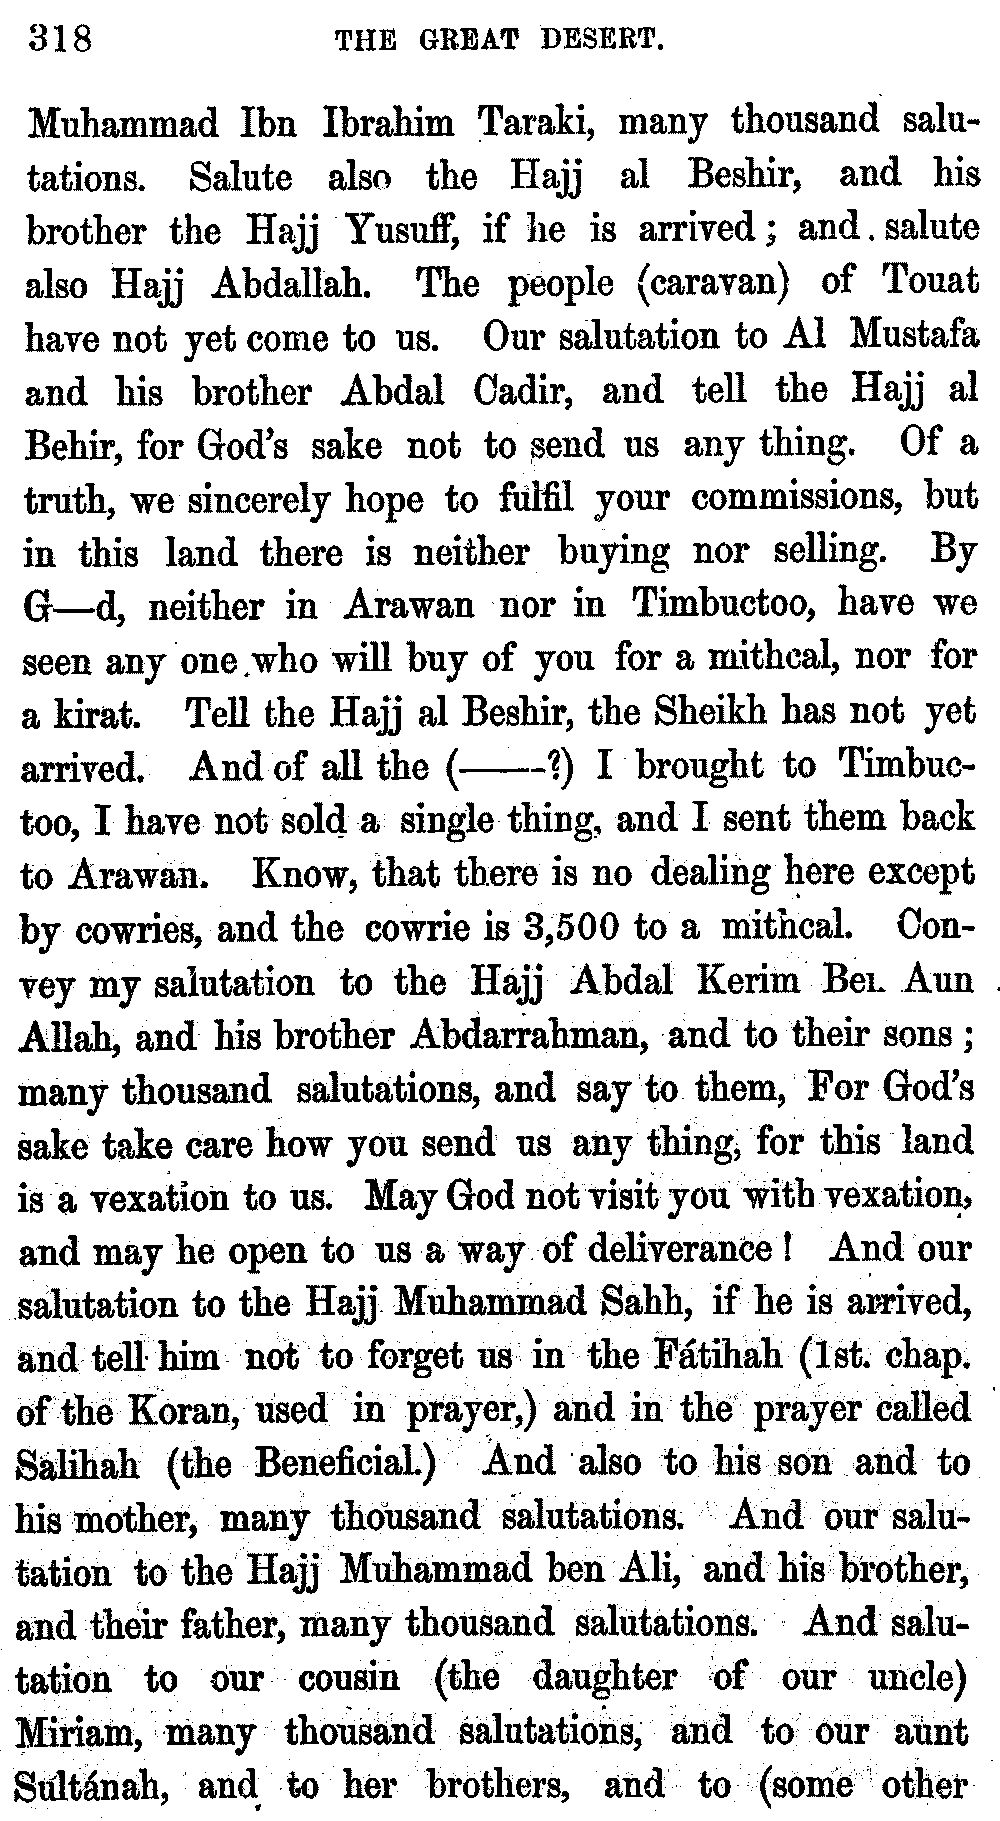 318 THE GREAT DESERT.
Muhammad Ibn Ibrahim Taraki, many thousand salu-
tations. Salute also the Hajj al Beshir, and his
brother the Hajj Yusuff, if he is arrived; and salute
also Hajj Abdallah. The people (caravan) of Touat
have not yet come to us. Our salutation to Al Mustafa
and his brother Abdal Cadir, and tell the Hajj al
Behir, for God's sake not to send us any thing. Of a
truth, we sincerely hope to fulfil your commissions, but
in this land there is neither buying nor selling. By
G—d, neither in Arawan nor in Timbuctoo, have we
seen any one who will buy of you for a mithcal, nor for
a kirat. Tell the Hajj al Beshir, the Sheikh has not yet
arrived. And of all the (——?) I brought to Timbuc-
too, I have not sold a single thing, and I sent them back
to Arawan. Know, that there is no dealing here except
by cowries, and the cowrie is 3,500 to a mithcal. Con-
vey my salutation to the Hajj Abdal Kerim Ben Aun
Allah, and his brother Abdarrahman, and to their sons;
many thousand salutations, and say to them, For God's
sake take care how you send us any thing, for this land
is a vexation to us. May God not visit you with vexation,
and may he open to us a way of deliverance! And our
salutation to the Hajj Muhammad Sahh, if he is arrived,
and tell him not to forget us in the Fátihah (1st. chap.
of the Koran, used in prayer,) and in the prayer called
Salihah (the Beneficial.) And also to his son and to
his mother, many thousand salutations. And our salu-
tation to the Hajj Muhammad ben Ali, and his brother,
and their father, many thousand salutations. And salu-
tation to our cousin (the daughter of our uncle)
Miriam, many thousand salutations, and to our aunt
Sultánah, and to her brothers, and to (some other